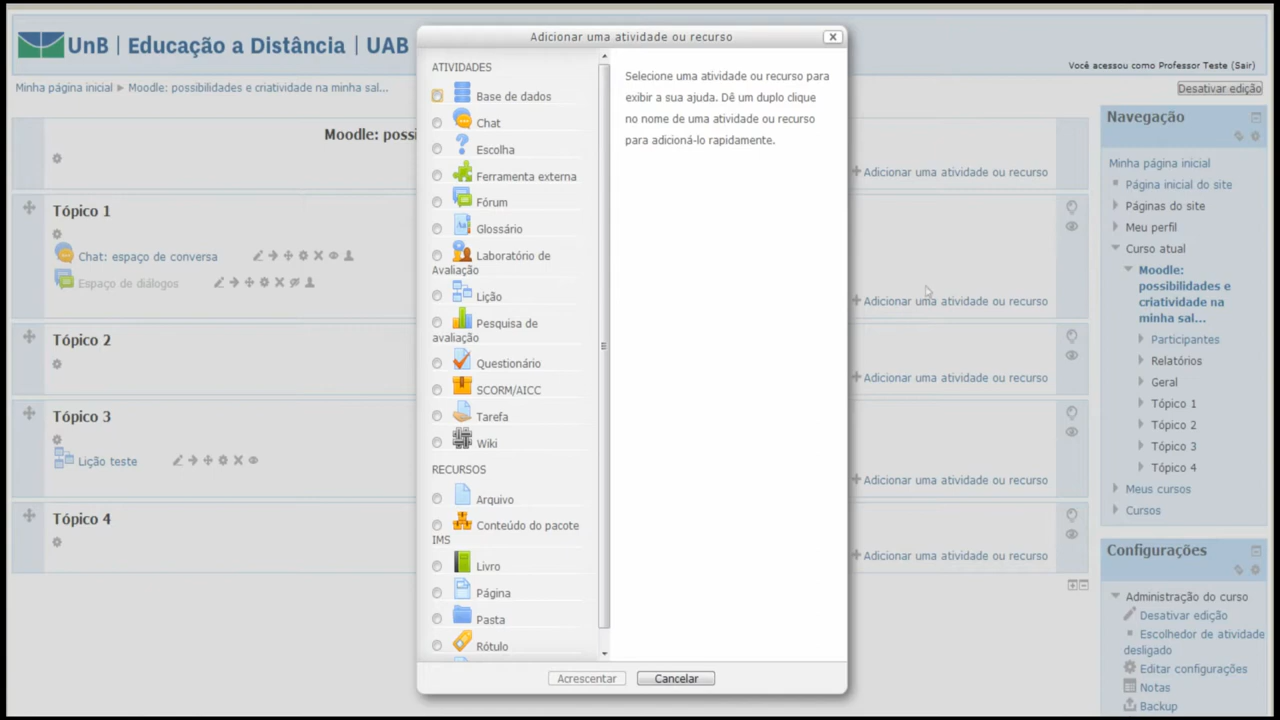 UnB | Educação a Distância | UAB
Você acessou como Professor Teste (Sair)
Minha página inicial ► Moodle: possibilidades e criatividade na minha sal...
Desativar edição
Moodle: possi
Adicionar uma atividade ou recurso
Tópico 1
Chat: espaço de conversa
Espaço de diálogos
Adicionar uma atividade ou recurso
Tópico 2
Adicionar uma atividade ou recurso
Tópico 3
Lição teste
Adicionar uma atividade ou recurso
Tópico 4
Adicionar uma atividade ou recurso
Adicionar uma atividade ou recurso
ATIVIDADES
Base de dados
Chat
Escolha
Ferramenta externa
Fórum
Glossário
Laboratório de
Avaliação
Lição
Pesquisa de
avaliação
Questionário
SCORM/AICC
Tarefa
Wiki
RECURSOS
Arquivo
Conteúdo do pacote
IMS
Livro
Página
Pasta
Rótulo
Selecione uma atividade ou recurso para
exibir a sua ajuda. Dê um duplo clique
no nome de uma atividade ou recurso
para adicioná-lo rapidamente.
Acrescentar
Cancelar
Navegação
Minha página inicial
Página inicial do site
Páginas do site
Meu perfil
Curso atual
Moodle:
possibilidades e
criatividade na
minha sal...
Participantes
Relatórios
Geral
Tópico 1
Tópico 2
Tópico 3
Tópico 4
Meus cursos
Cursos
Configurações
Administração do curso
Desativar edição
Escolhedor de atividade
desligado
Editar configurações
Notas
Backup